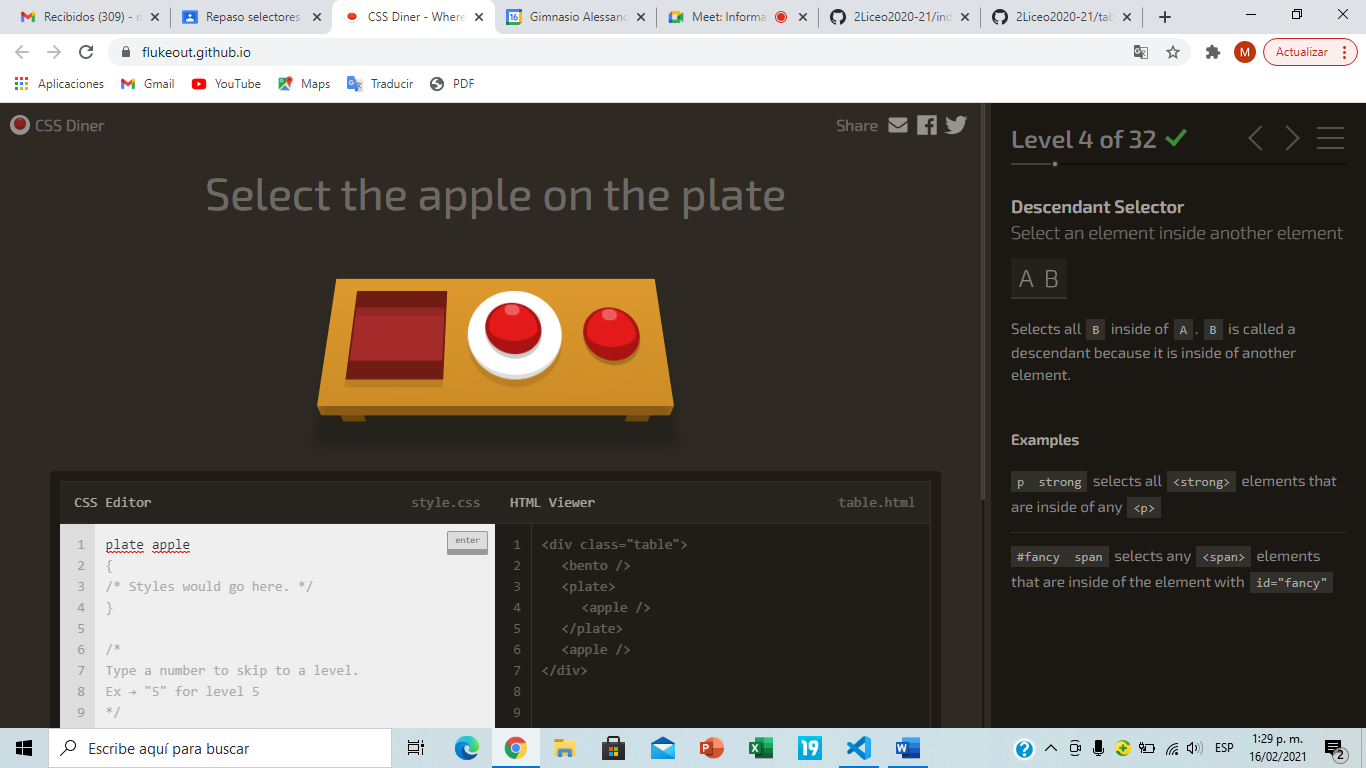 Recibidos (309) - n
Repaso selectores
CSS Diner - Where
16
Gimnasio Alessand
Meet: Informa
2Liceo2020-21/ind
2Liceo2020-21/tab
flukeout.github.io
M
Actualizar
Aplicaciones
Gmail
YouTube
Maps
Traducir
PDF
CSS Diner
Share
Select the apple on the plate
CSS Editor
style.css
1 plate apple
enter
2 {
3 /* Styles would go here. */
4 }
5
6 /*
7 Type a number to skip to a level.
8 Ex → "5" for level 5
9 */
HTML Viewer
table.html
1 <div class="table">
2 <bento />
3 <plate>
4 <apple />
5 </plate>
6 <apple />
7 </div>
8
9
Level 4 of 32
Descendant Selector
Select an element inside another element
A B
Selects all B inside of A . B is called a
descendant because it is inside of another
element.
Examples
p strong selects all <strong> elements that
are inside of any <p>
#fancy span selects any <span> elements
that are inside of the element with id="fancy"
Escribe aquí para buscar
19
ESP
1:29 p. m.
16/02/2021
2